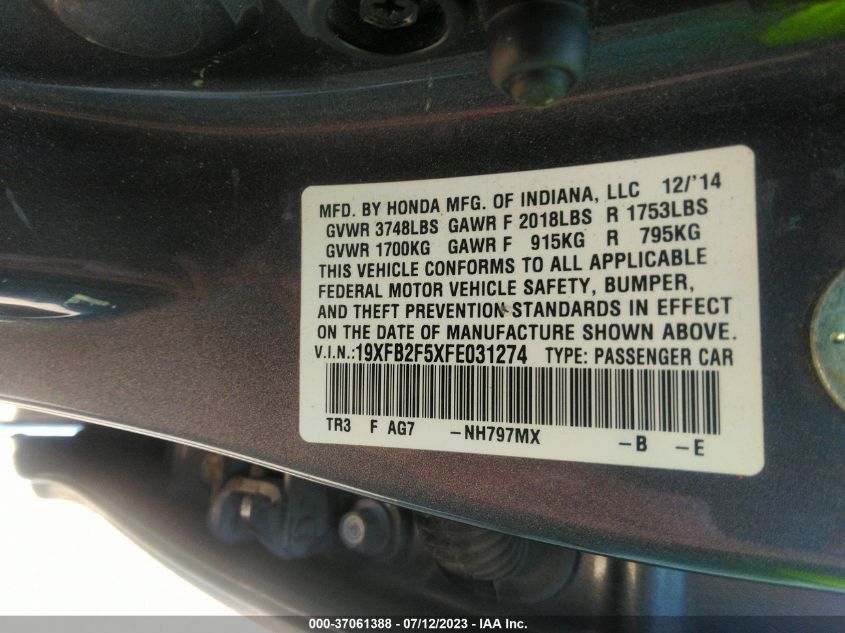 MFD. BY HONDA MFG. OF INDIANA, LLC 12/'14
GVWR 3748LBS GAWR F 2018LBS R 1753LBS
GVWR 1700KG GAWR F 915KG R 795KG
THIS VEHICLE CONFORMS TO ALL APPLICABLE
FEDERAL MOTOR VEHICLE SAFETY, BUMPER,
AND THEFT PREVENTION STANDARDS IN EFFECT
ON THE DATE OF MANUFACTURE SHOWN ABOVE.
V.I.N.:19XFB2F5XFE031274 TYPE: PASSENGER CAR
TR3 F AG7 -NH797MX -B -E
000-37061388 - 07/12/2023 - IAA Inc.